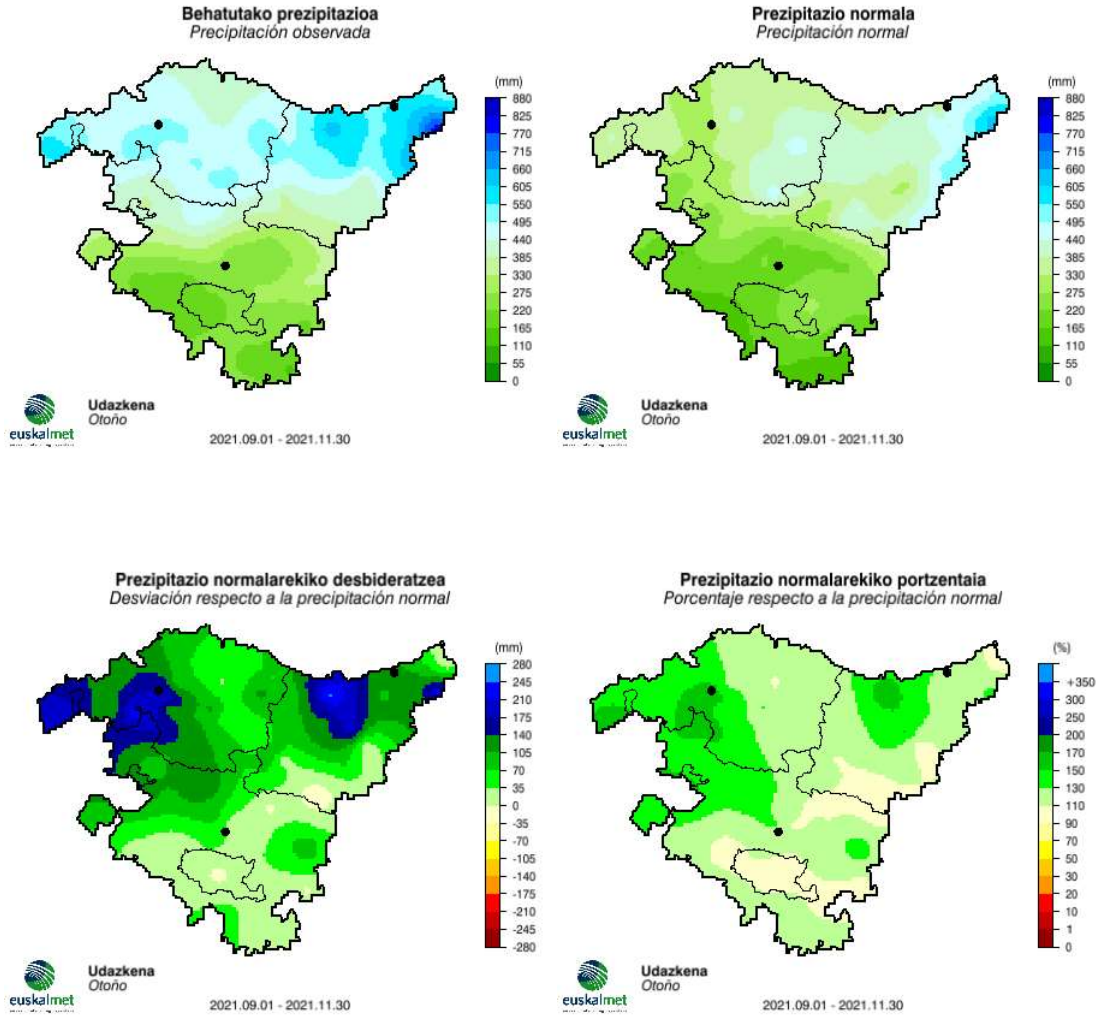 Behatutako prezipitazioa
Precipitación observada
(mm)
880
825
770
715
660
605
550
495
440
385
330
275
220
165
110
55
0
euskalmet
Udazkena
Otoño
2021.09.01 - 2021.11.30
Prezipitazio normala
Precipitación normal
(mm)
880
825
770
715
660
605
550
495
440
385
330
275
220
165
110
55
0
euskalmet
Udazkena
Otoño
2021.09.01 - 2021.11.30
Prezipitazio normalarekiko desbideratzea
Desviación respecto a la precipitación normal
(mm)
280
245
210
175
140
105
70
35
0
-35
-70
-105
-140
-175
-210
-245
-280
euskalmet
Udazkena
Otoño
2021.09.01 - 2021.11.30
Prezipitazio normalarekiko portzentaia
Porcentaje respecto a la precipitación normal
(%)
+350
300
250
200
170
150
130
110
90
70
50
30
20
10
1
0
euskalmet
Udazkena
Otoño
2021.09.01 - 2021.11.30